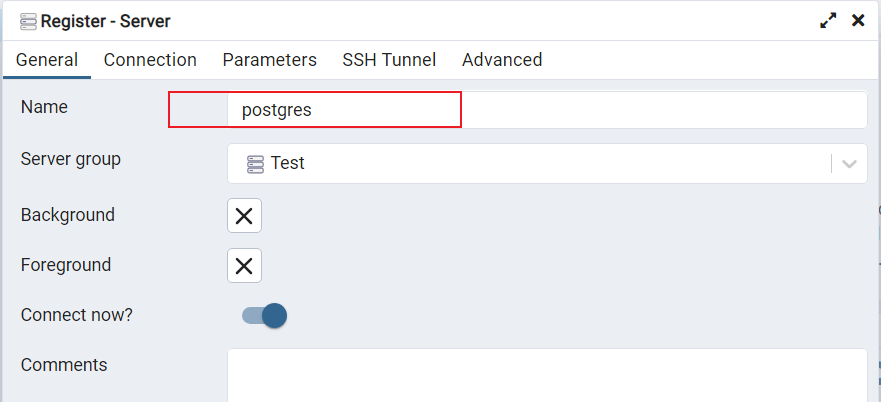 Register - Server
General Connection Parameters SSH Tunnel Advanced
Name postgres
Server group Test
Background
Foreground
Connect now?
Comments